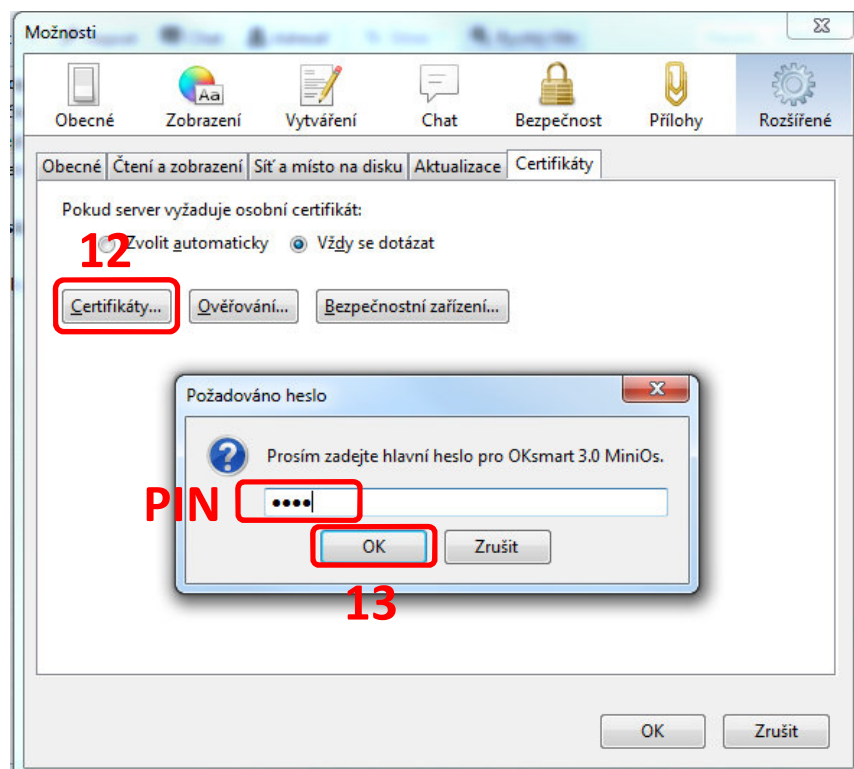 Možnosti
Obecné Zobrazení Vytváření Chat Bezpečnost Přílohy Rozšířené
Obecné Čtení a zobrazení Síť a místo na disku Aktualizace Certifikáty
Pokud server vyžaduje osobní certifikát:
Zvolit automaticky Vždy se dotázat
12
Certifikáty... Ověřování... Bezpečnostní zařízení...
Požadováno heslo
Prosím zadejte hlavní heslo pro OKsmart 3.0 MiniOs.
PIN ••••
OK Zrušit
13
OK Zrušit